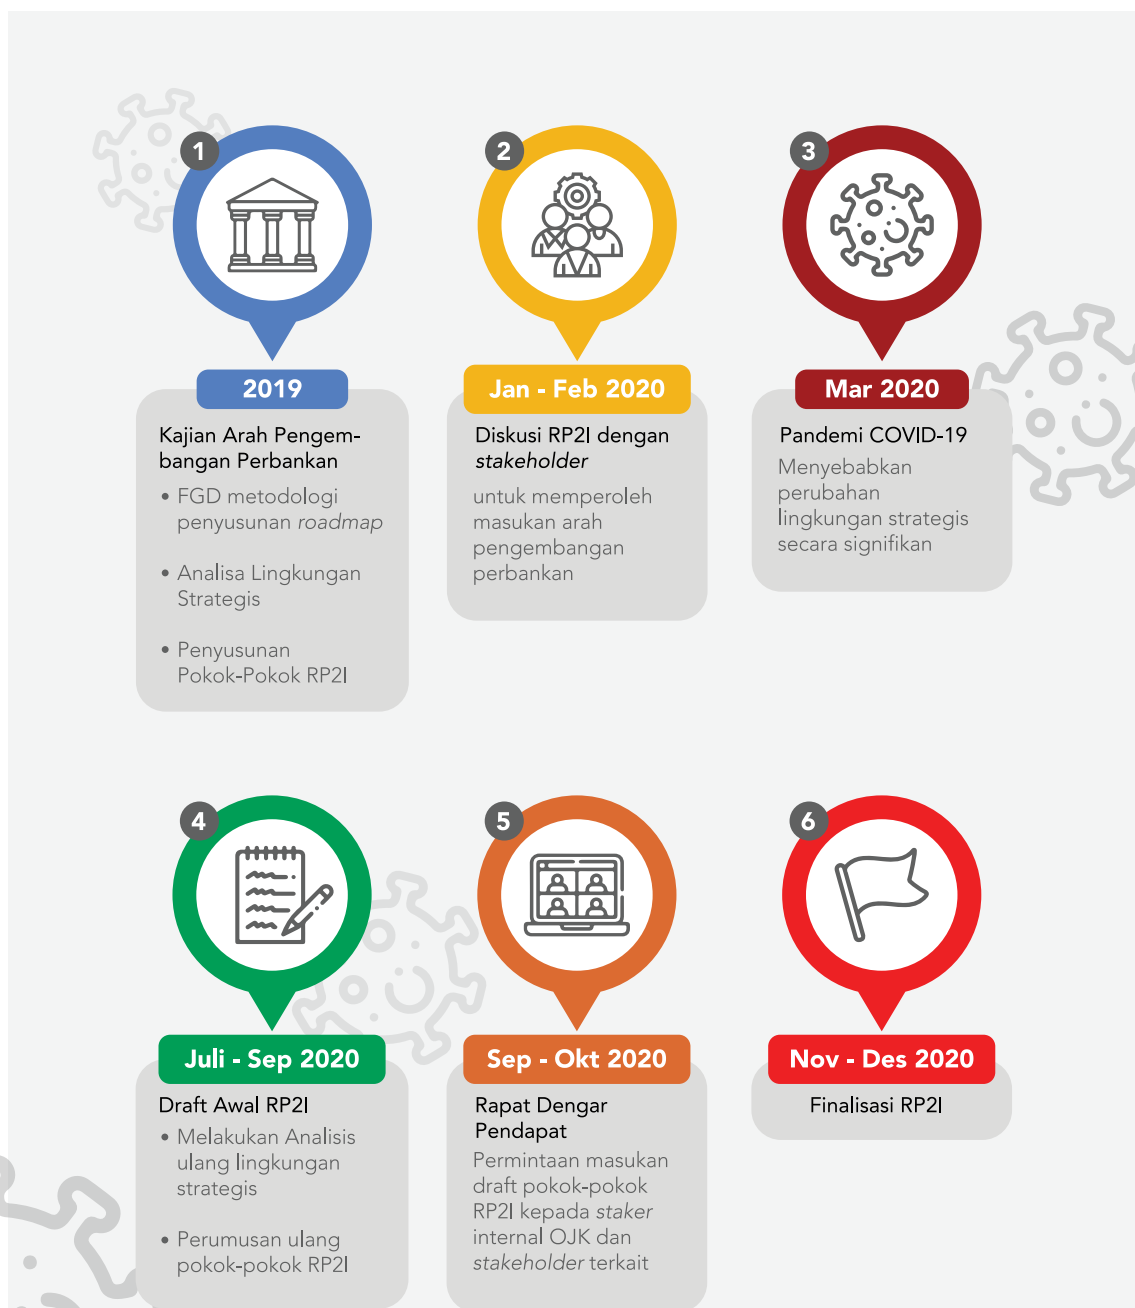 1
2019
Kajian Arah Pengem-
bangan Perbankan
• FGD metodologi
penyusunan roadmap
• Analisa Lingkungan
Strategis
• Penyusunan
Pokok-Pokok RP2I
2
Jan - Feb 2020
Diskusi RP2I dengan
stakeholder
untuk memperoleh
masukan arah
pengembangan
perbankan
3
Mar 2020
Pandemi COVID-19
Menyebabkan
perubahan
lingkungan strategis
secara signifikan
4
Juli - Sep 2020
Draft Awal RP2I
• Melakukan Analisis
ulang lingkungan
strategis
• Perumusan ulang
pokok-pokok RP2I
5
Sep - Okt 2020
Rapat Dengar
Pendapat
Permintaan masukan
draft pokok-pokok
RP2I kepada staker
internal OJK dan
stakeholder terkait
6
Nov - Des 2020
Finalisasi RP2I